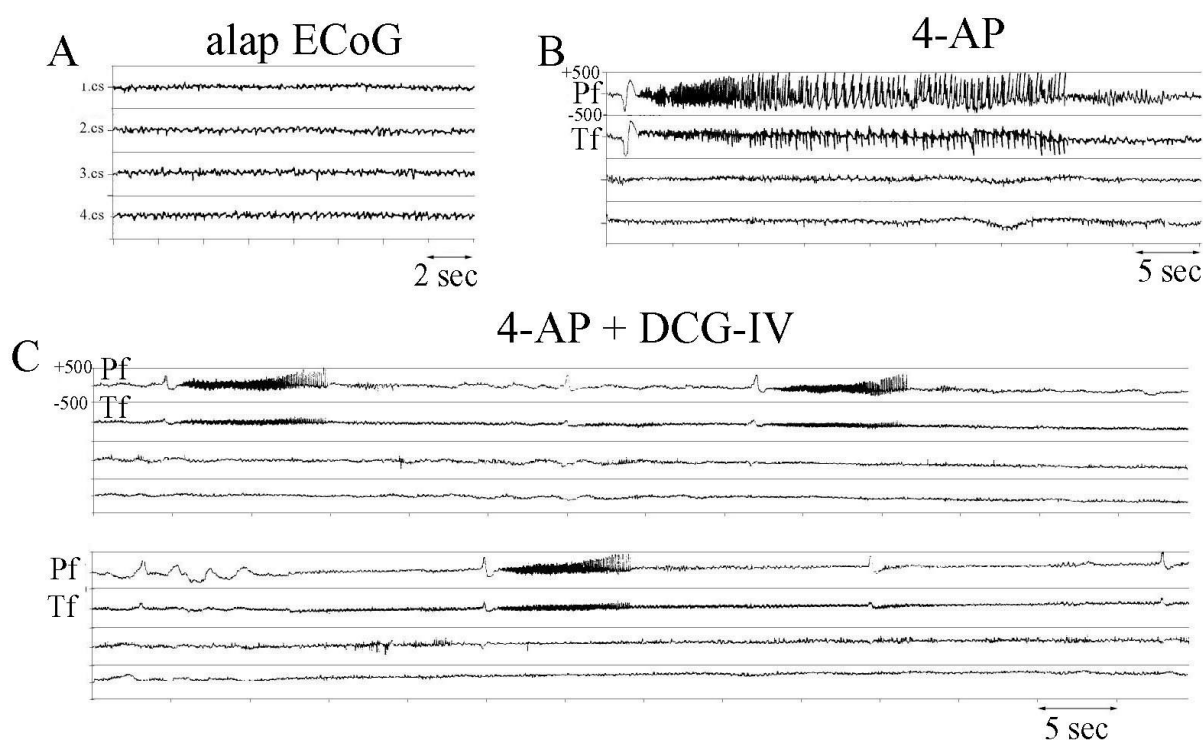 A
alap ECoG
1.cs
2.cs
3.cs
4.cs
2 sec
B
4-AP
+500
Pf
-500
Tf
5 sec
4-AP + DCG-IV
C
+500 Pf
-500
Tf
Pf
Tf
5 sec